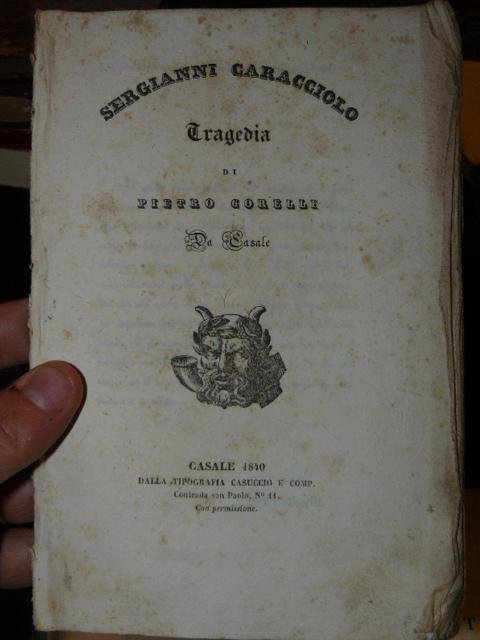 SERGIANNI CARACCIOLO
Tragedia
DI
PIETRO CORELLI
Da Casale
CASALE 1840
DALLA TIPOGRAFIA CASUCCIO E COMP.
Contrada san Paolo, N° 11.
Con permissione.